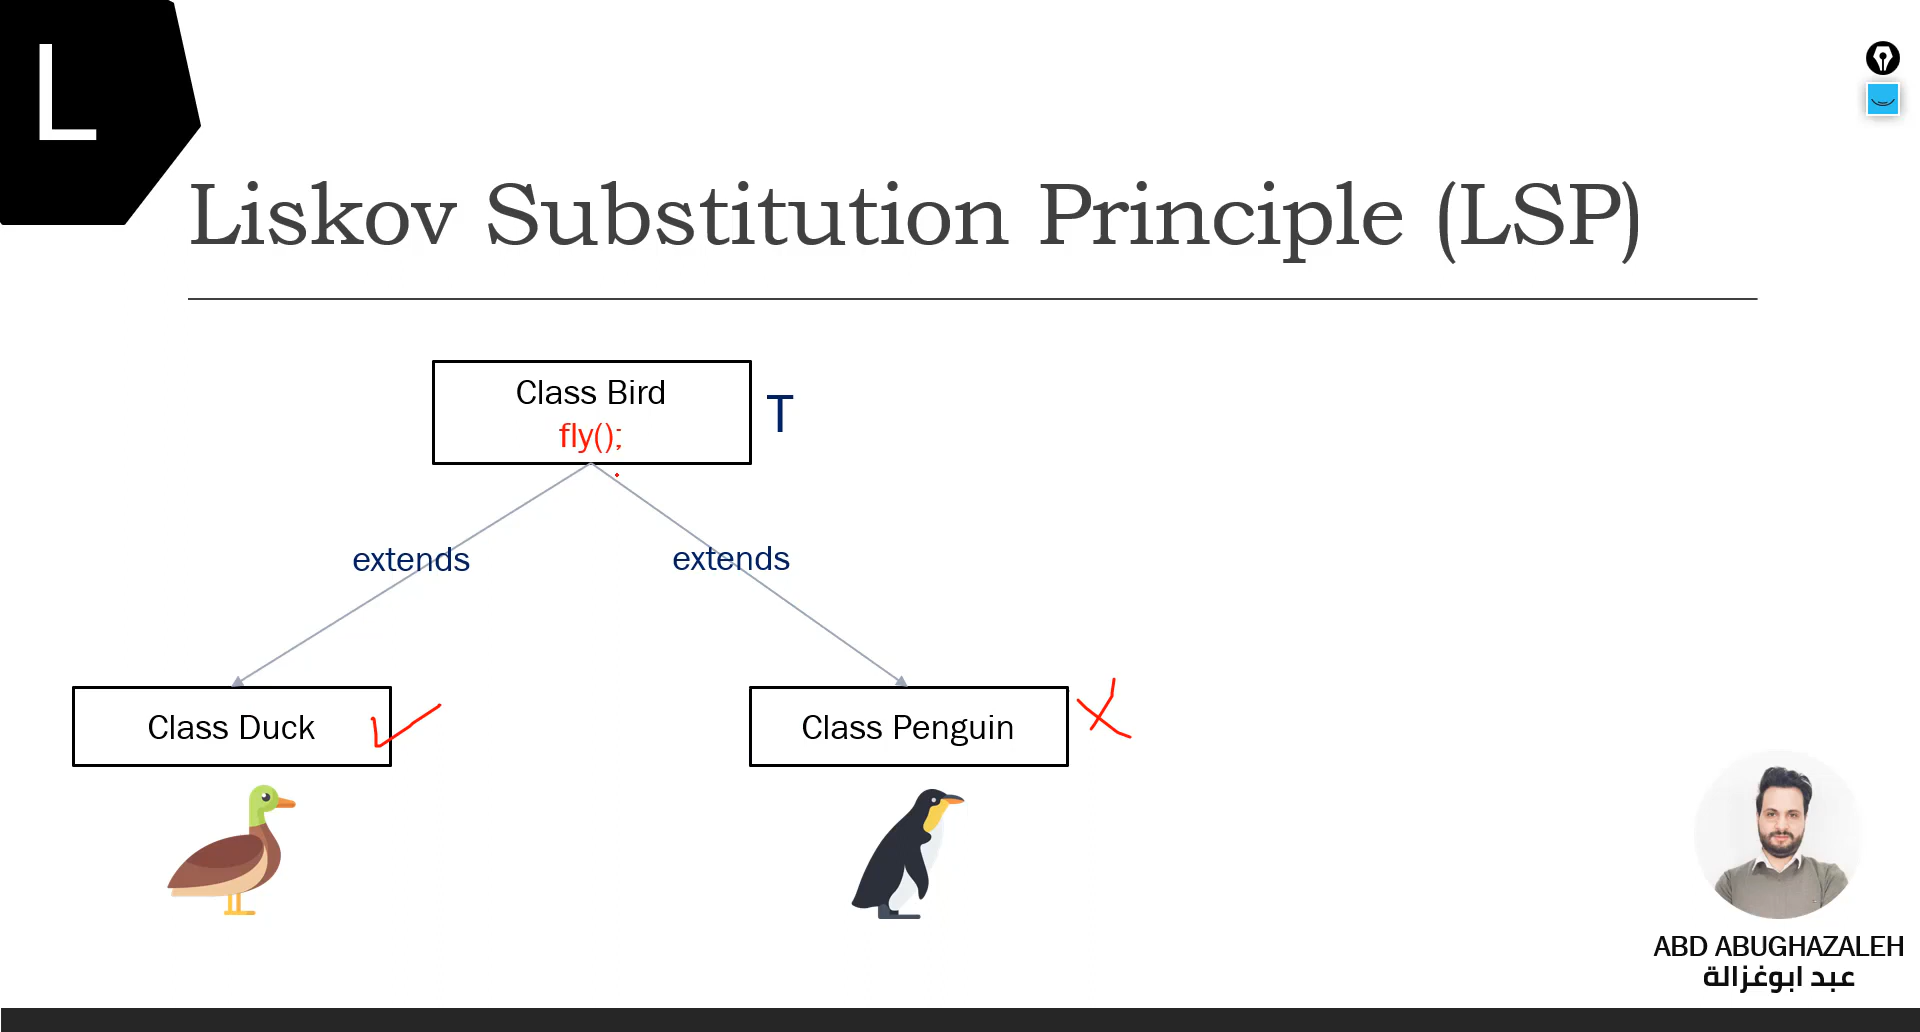 L
Liskov Substitution Principle (LSP)
Class Bird
fly();
T
extends
extends
Class Duck
Class Penguin
ABD ABUGHAZALEH
عبد ابوغزالة